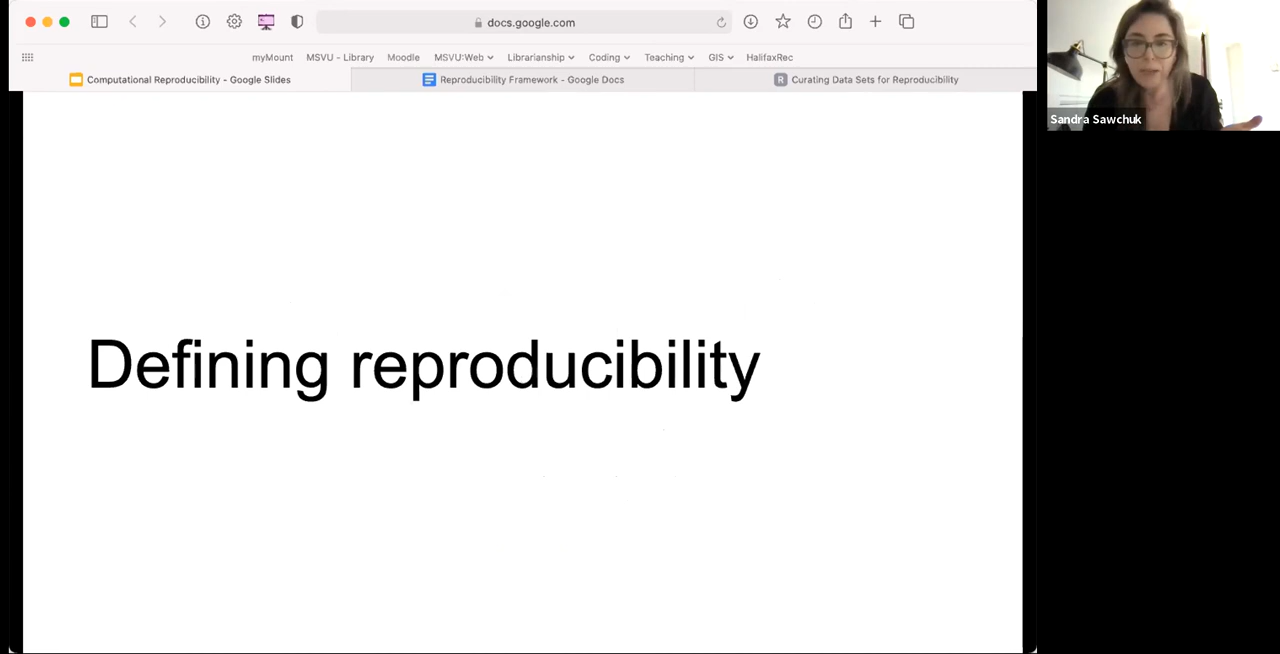 docs.google.com
myMount MSVU - Library Moodle MSVU:Web Librarianship Coding Teaching GIS HalifaxRec
Computational Reproducibility - Google Slides Reproducibility Framework - Google Docs R Curating Data Sets for Reproducibility
Sandra Sawchuk
Defining reproducibility